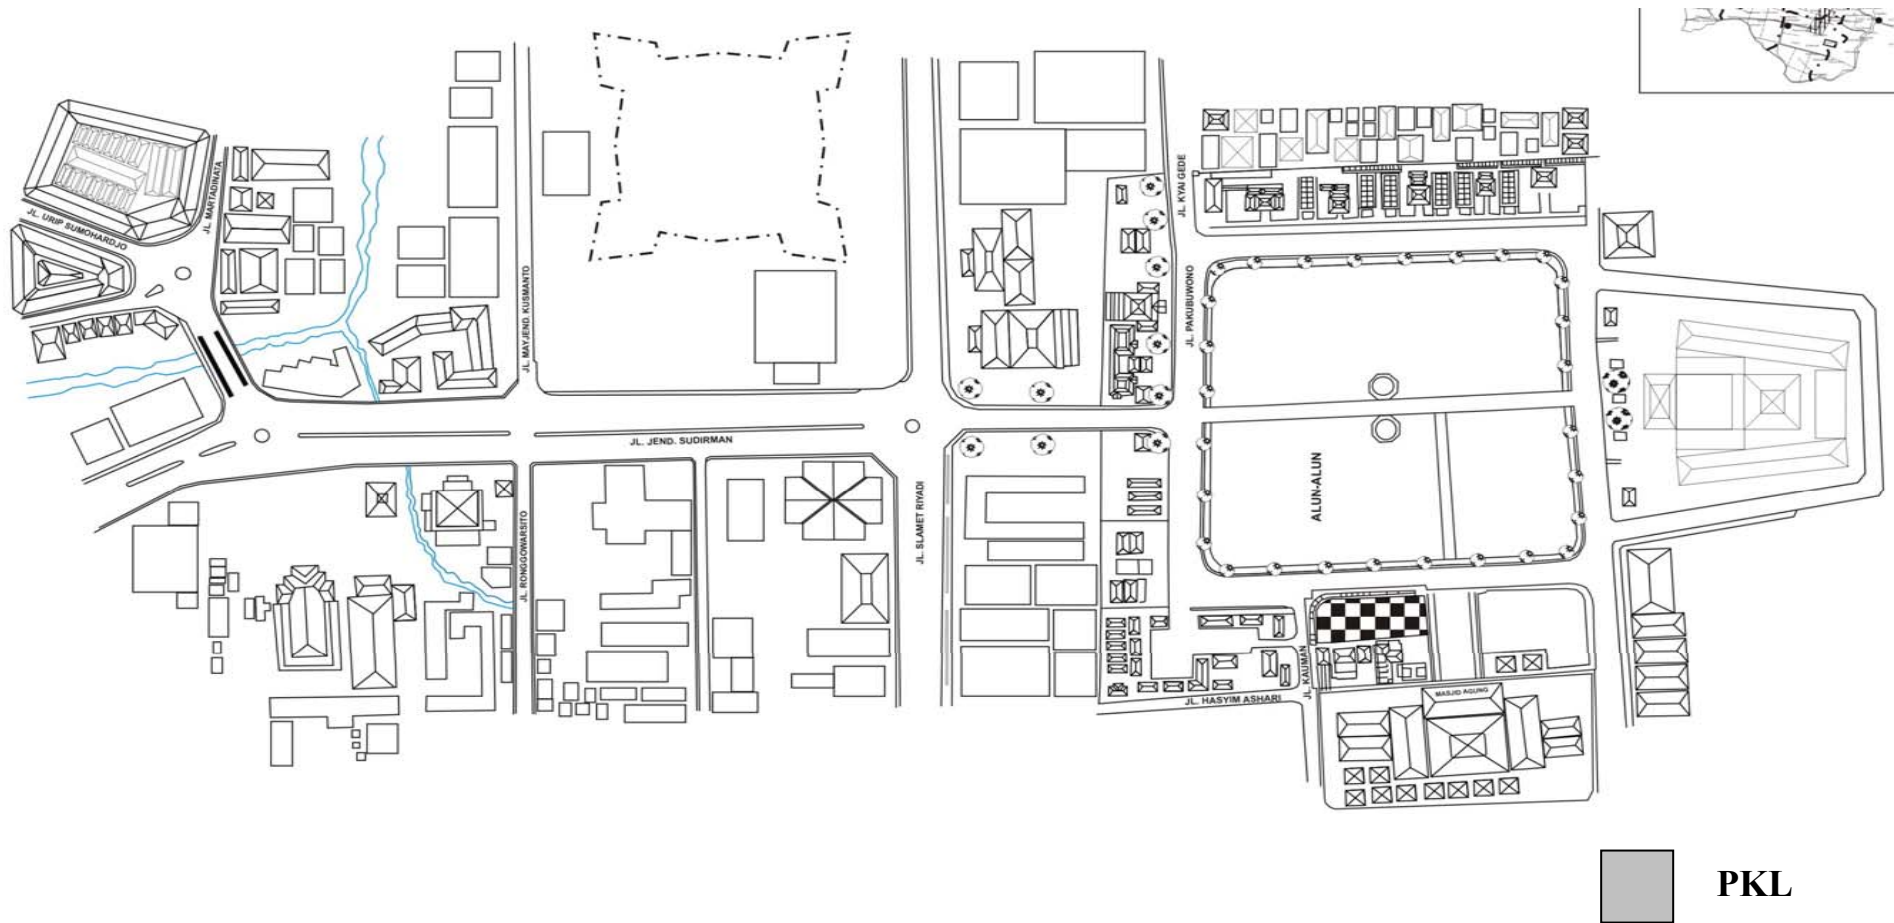 JL. MARTADINATA
JL. URIP SUMOHARDJO
JL. MAYJEND. KUSMANTO
JL. KYAI GEDE
JL. PAKUBUWONO
JL. JEND. SUDIRMAN
ALUN-ALUN
JL. SLAMET RIYADI
JL. RONGGOWARSITO
JL. KAUMAN
JL. HASYIM ASHARI
MASJID AGUNG
PKL